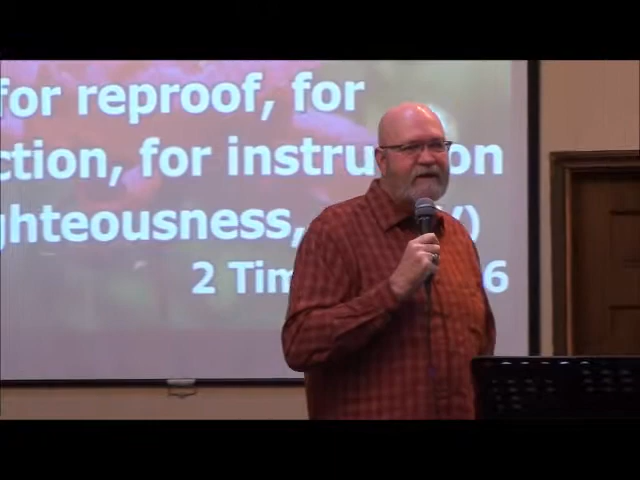 for reproof, for
ction, for instru on
ghteousness, )
2 Tim 6